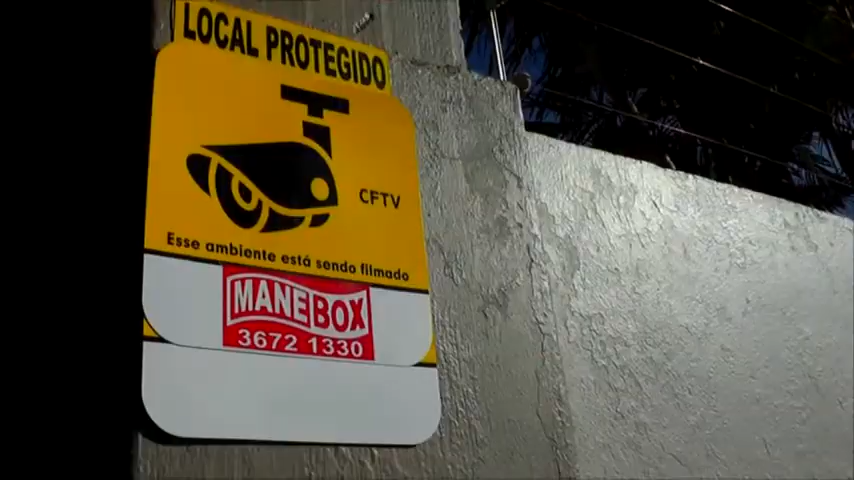 LOCAL PROTEGIDO
CFTV
Esse ambiente está sendo filmado
MANEBOX
3672 1330